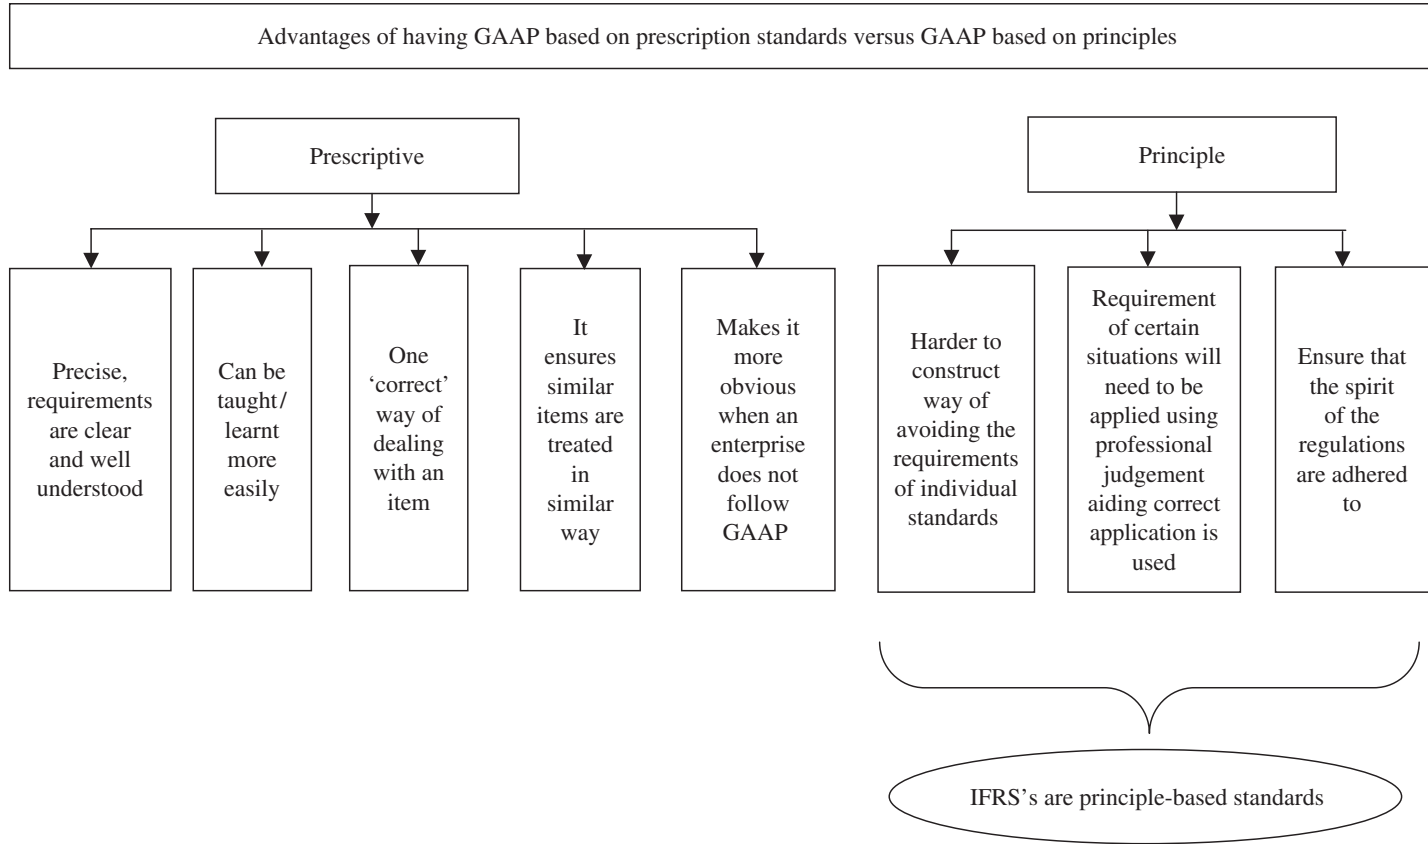 Advantages of having GAAP based on prescription standards versus GAAP based on principles
Prescriptive
Principle
Precise,
requirements
are clear
and well
understood
Can be
taught/
learnt
more
easily
One
‘correct’
way of
dealing
with an
item
It
ensures
similar
items are
treated
in
similar
way
Makes it
more
obvious
when an
enterprise
does not
follow
GAAP
Harder to
construct
way of
avoiding the
requirements
of individual
standards
Requirement
of certain
situations will
need to be
applied using
professional
judgement
aiding correct
application is
used
Ensure that
the spirit
of the
regulations
are adhered
to
IFRS’s are principle-based standards